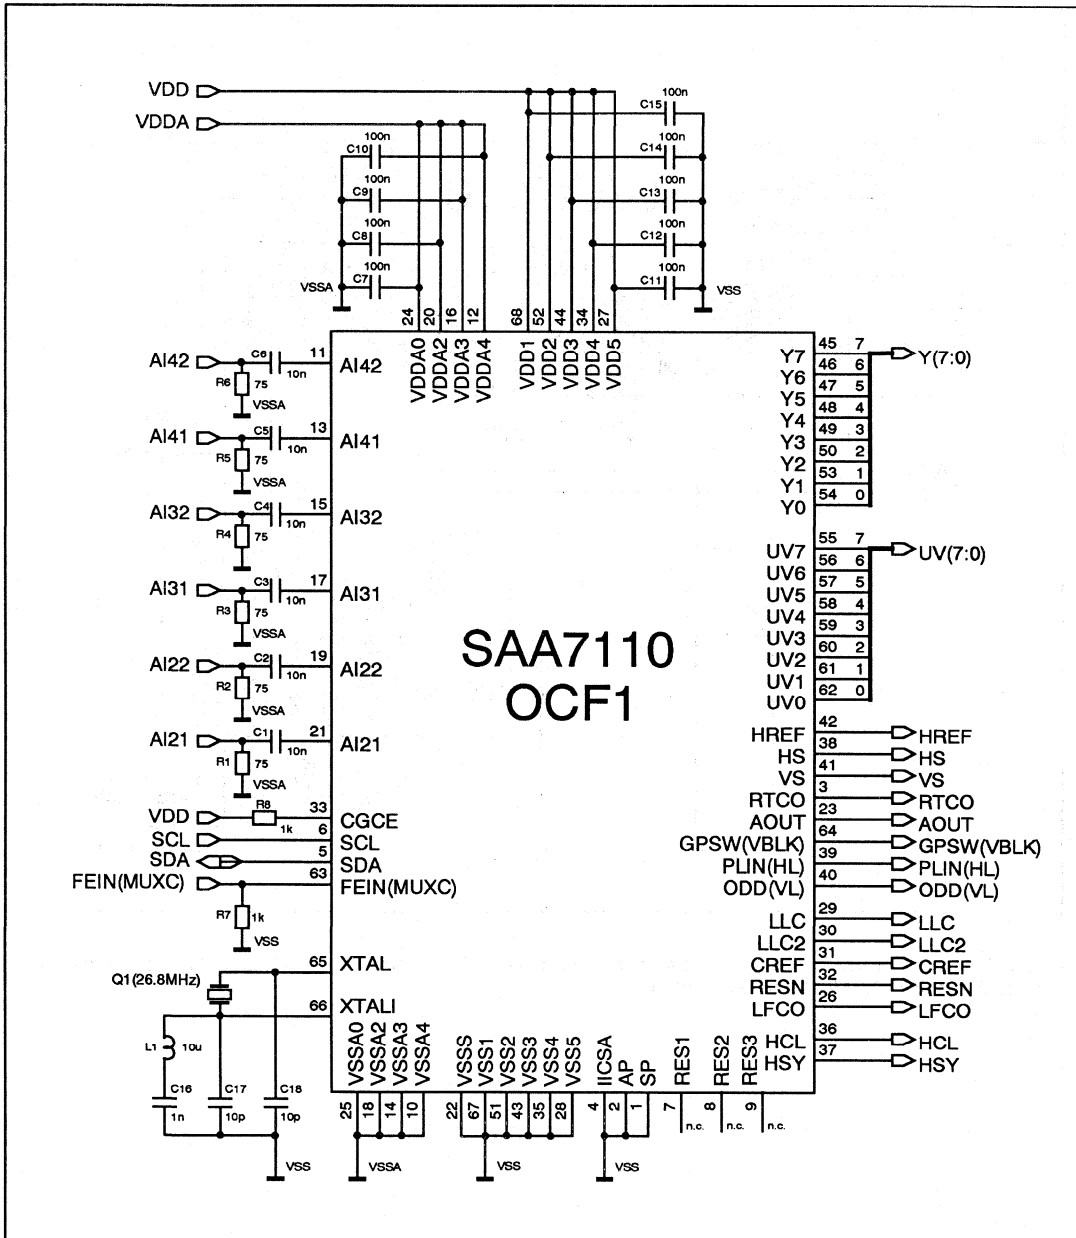 VDD
VDDA
C15 100n
C14 100n
C13 100n
C12 100n
C11 100n
VSS
C10 100n
C9 100n
C8 100n
C7 100n
VSSA
24 20 16 12 68 52 44 34 27
VDDA0 VDDA2 VDDA3 VDDA4 VDD1 VDD2 VDD3 VDD4 VDD5
AI42 C6 10n 11 AI42
R6 75
VSSA
AI41 C5 10n 13 AI41
R5 75
VSSA
AI32 C4 10n 15 AI32
R4 75
VSSA
AI31 C3 10n 17 AI31
R3 75
VSSA
AI22 C2 10n 19 AI22
R2 75
VSSA
AI21 C1 10n 21 AI21
R1 75
VSSA
VDD R8 1k 33 CGCE
SCL 6 SCL
SDA 5 SDA
FEIN(MUXC) 63 FEIN(MUXC)
R7 1k
VSS
Q1(26.8MHz) 65 XTAL
66 XTALI
L1 10u
C16 1n
C17 10p
C18 10p
VSS
SAA7110
OCF1
Y7 45 7 Y(7:0)
Y6 46 6
Y5 47 5
Y4 48 4
Y3 49 3
Y2 50 2
Y1 53 1
Y0 54 0
UV7 55 7 UV(7:0)
UV6 56 6
UV5 57 5
UV4 58 4
UV3 59 3
UV2 60 2
UV1 61 1
UV0 62 0
HREF 42 HREF
HS 38 HS
VS 41 VS
RTCO 3 RTCO
AOUT 23 AOUT
GPSW(VBLK) 64 GPSW(VBLK)
PLIN(HL) 39 PLIN(HL)
ODD(VL) 40 ODD(VL)
LLC 29 LLC
LLC2 30 LLC2
CREF 31 CREF
RESN 32 RESN
LFCO 26 LFCO
HCL 36 HCL
HSY 37 HSY
VSSA0 VSSA2 VSSA3 VSSA4 VSSS VSS1 VSS2 VSS3 VSS4 VSS5 IICSA AP SP RES1 RES2 RES3
25 18 14 10 22 67 51 43 35 28 4 2 1 7 8 9
n.c. n.c. n.c.
VSSA
VSS
VSS